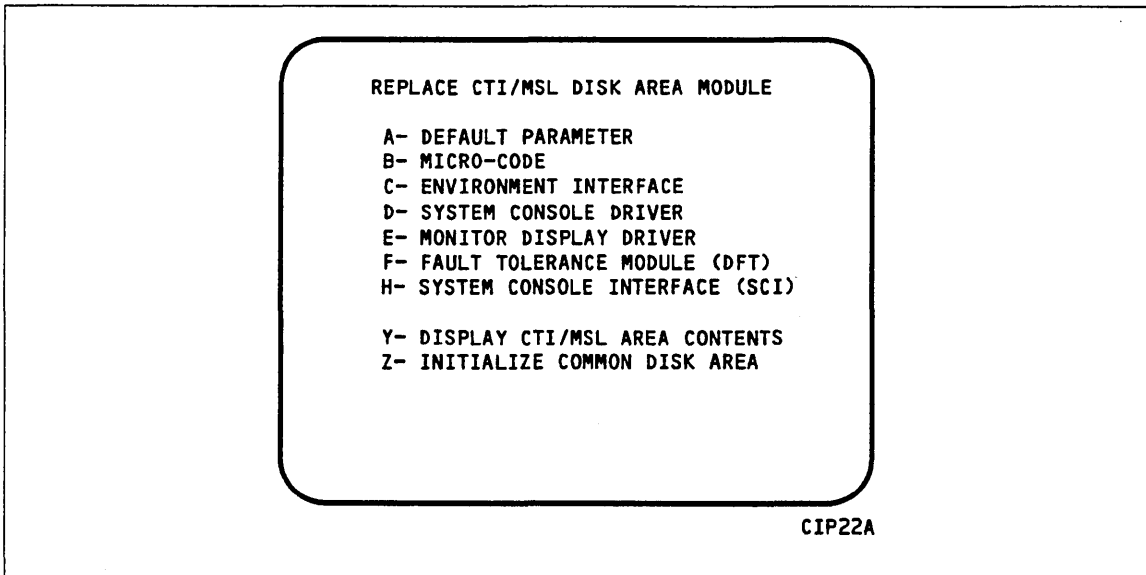 REPLACE CTI/MSL DISK AREA MODULE
A- DEFAULT PARAMETER
B- MICRO-CODE
C- ENVIRONMENT INTERFACE
D- SYSTEM CONSOLE DRIVER
E- MONITOR DISPLAY DRIVER
F- FAULT TOLERANCE MODULE (DFT)
H- SYSTEM CONSOLE INTERFACE (SCI)
Y- DISPLAY CTI/MSL AREA CONTENTS
Z- INITIALIZE COMMON DISK AREA
CIP22A